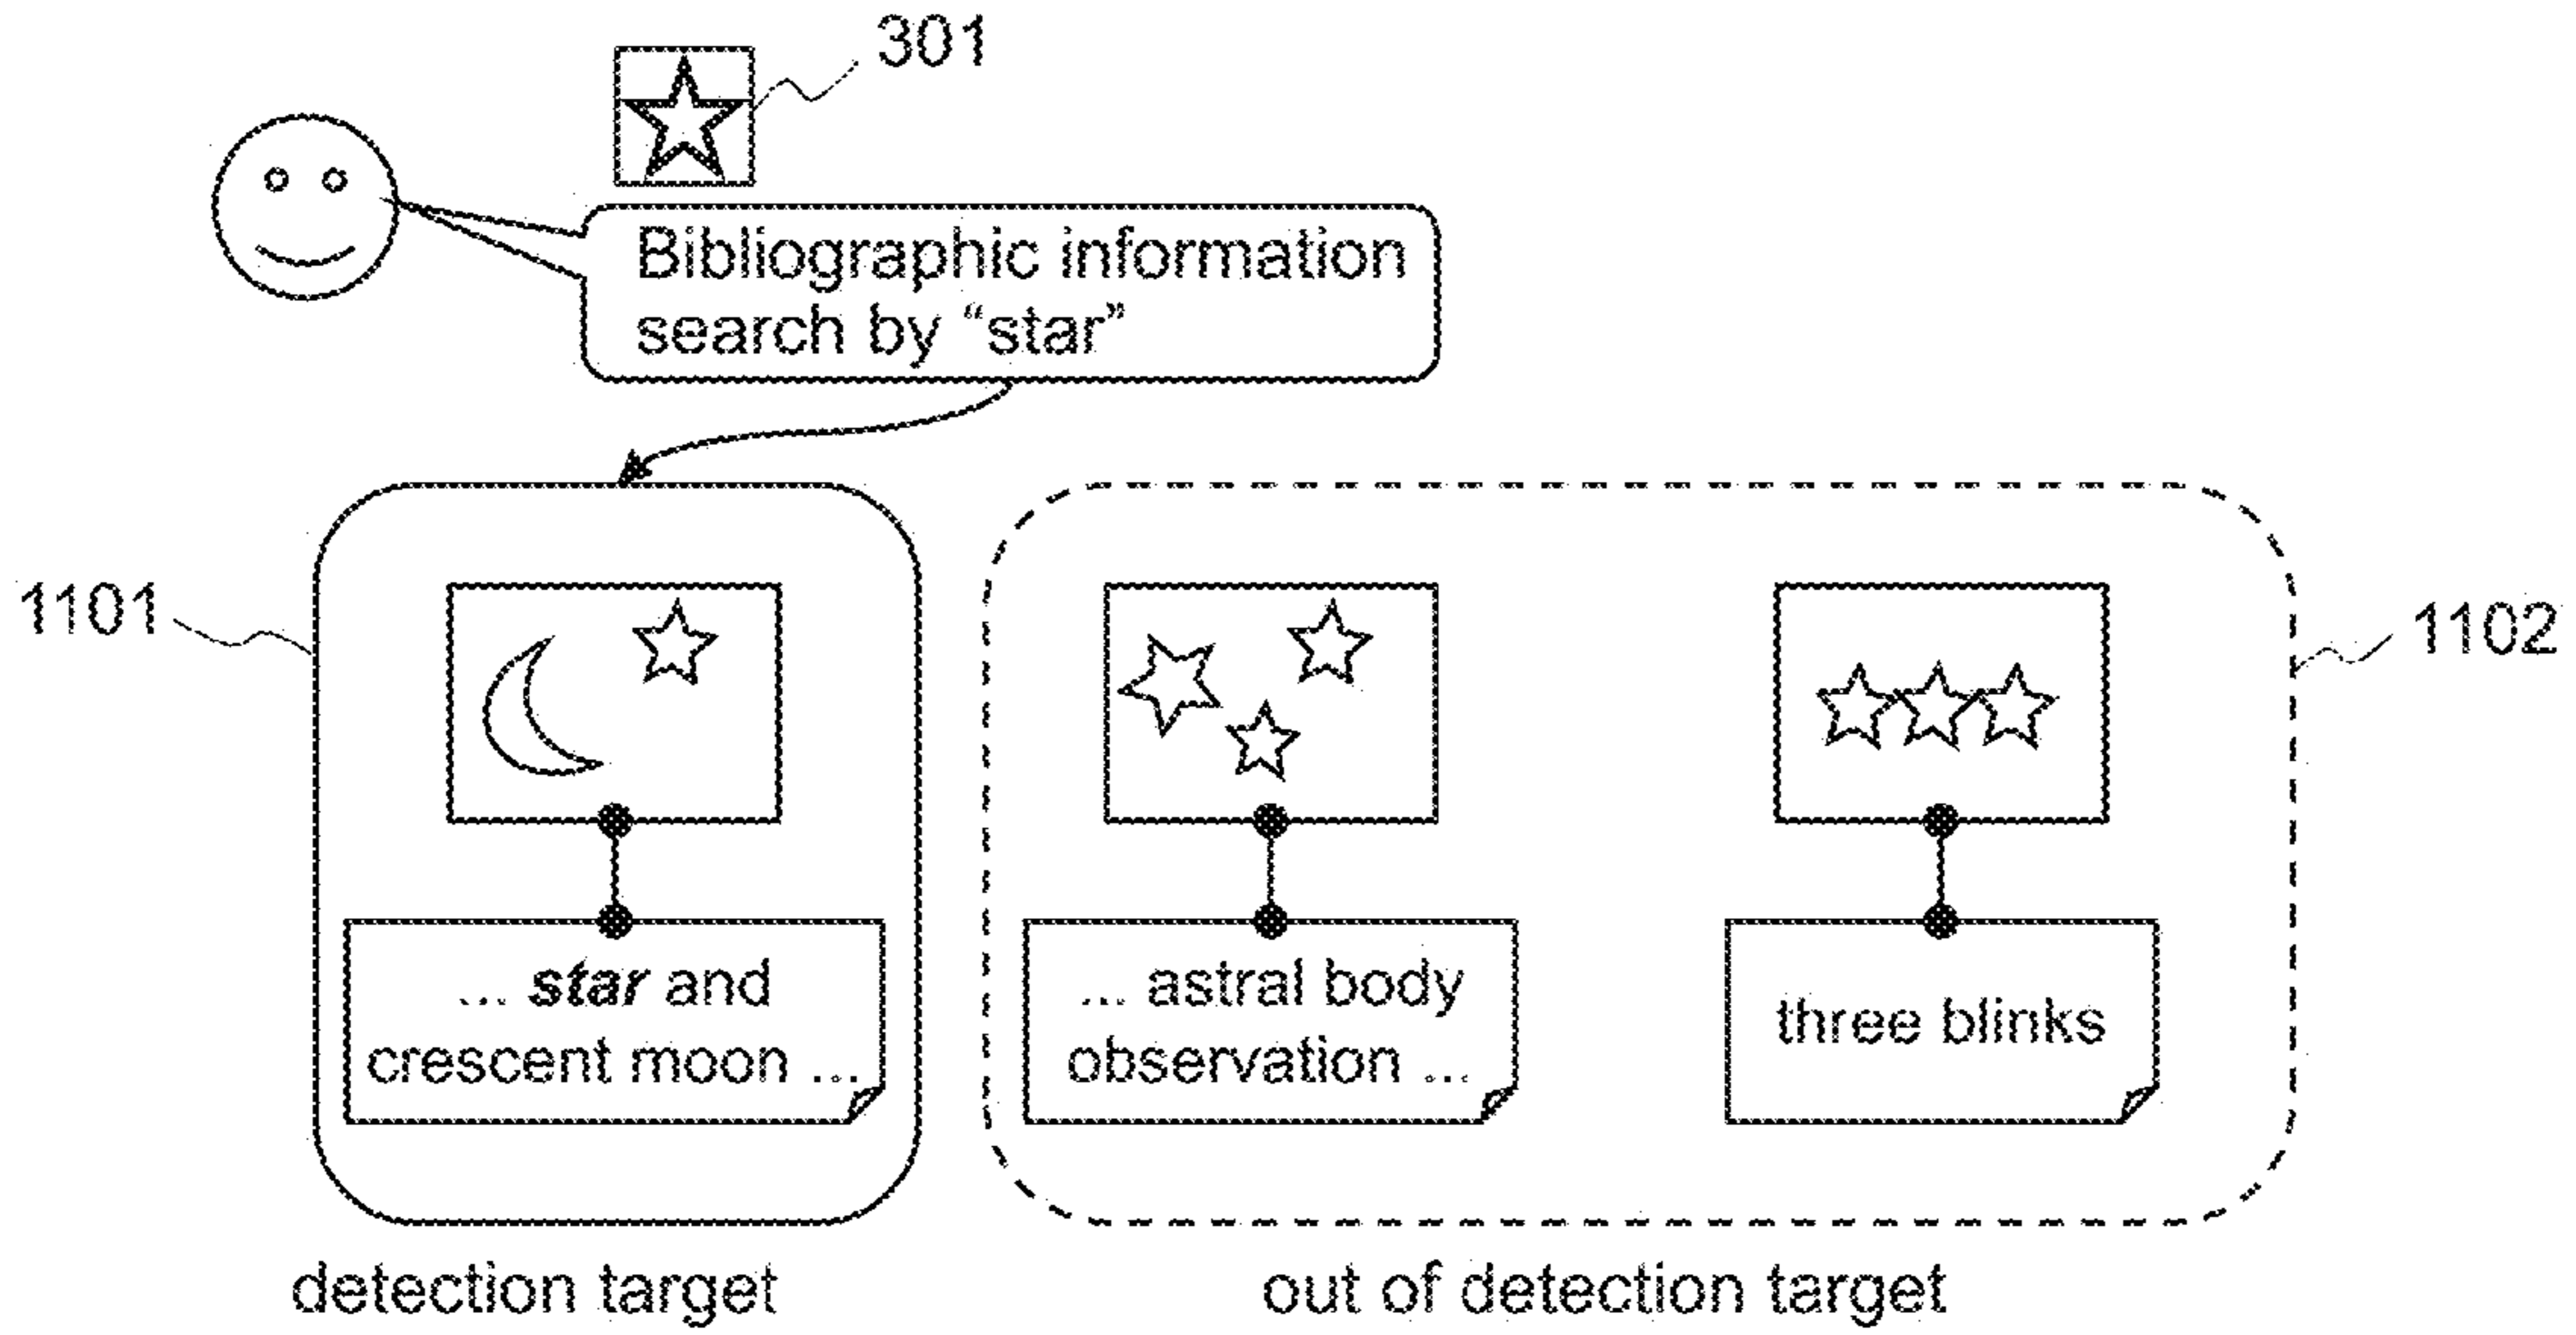 301
Bibliographic information
search by “star”
1101
1102
... star and
crescent moon ...
... astral body
observation ...
three blinks
detection target
out of detection target